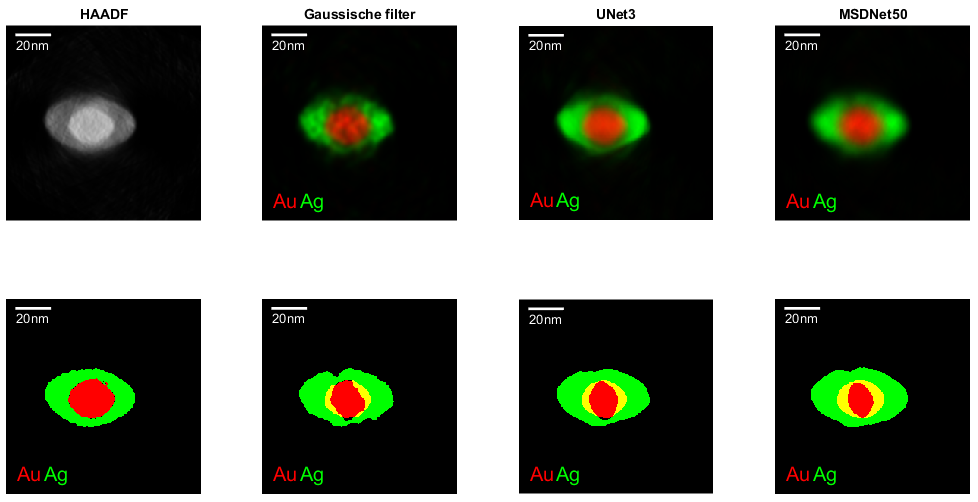 HAADF Gaussische filter UNet3 MSDNet50
20nm 20nm 20nm 20nm
Au Ag Au Ag Au Ag
20nm 20nm 20nm 20nm
Au Ag Au Ag Au Ag Au Ag